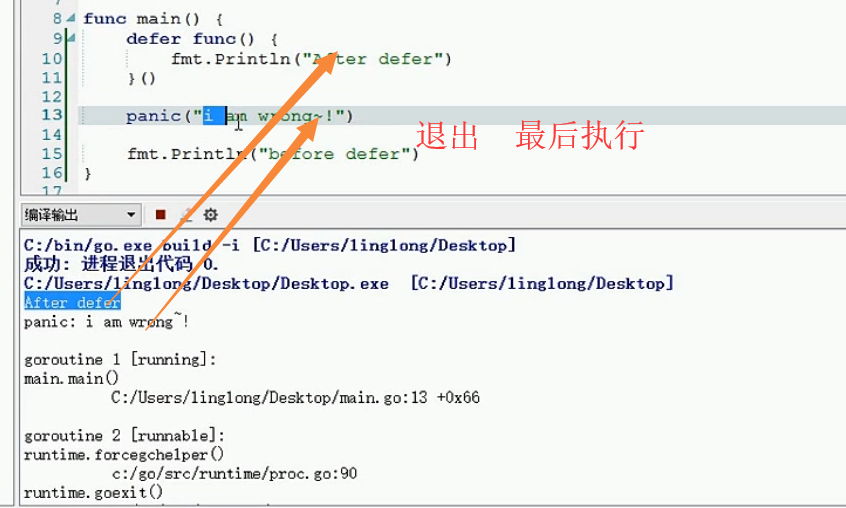 8 func main() {
9 defer func() {
10 fmt.Println("After defer")
11 }()
12
13 panic("i am wrong~!")
14
15 fmt.Println("before defer")
16 }
17
退出 最后执行
编译输出
C:/bin/go.exe build -i [C:/Users/linglong/Desktop]
成功: 进程退出代码 0.
C:/Users/linglong/Desktop/Desktop.exe [C:/Users/linglong/Desktop]
After defer
panic: i am wrong~!
goroutine 1 [running]:
main.main()
C:/Users/linglong/Desktop/main.go:13 +0x66
goroutine 2 [runnable]:
runtime.forcegchelper()
c:/go/src/runtime/proc.go:90
runtime.goexit()